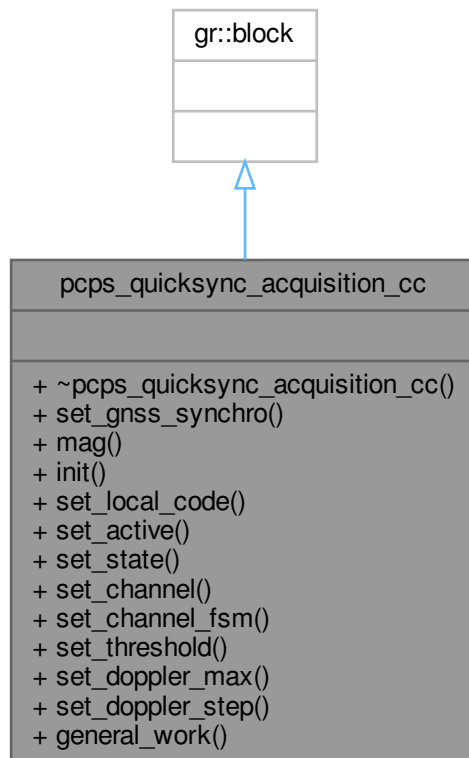 gr::block
pcps_quicksync_acquisition_cc
+ ~pcps_quicksync_acquisition_cc()
+ set_gnss_synchro()
+ mag()
+ init()
+ set_local_code()
+ set_active()
+ set_state()
+ set_channel()
+ set_channel_fsm()
+ set_threshold()
+ set_doppler_max()
+ set_doppler_step()
+ general_work()